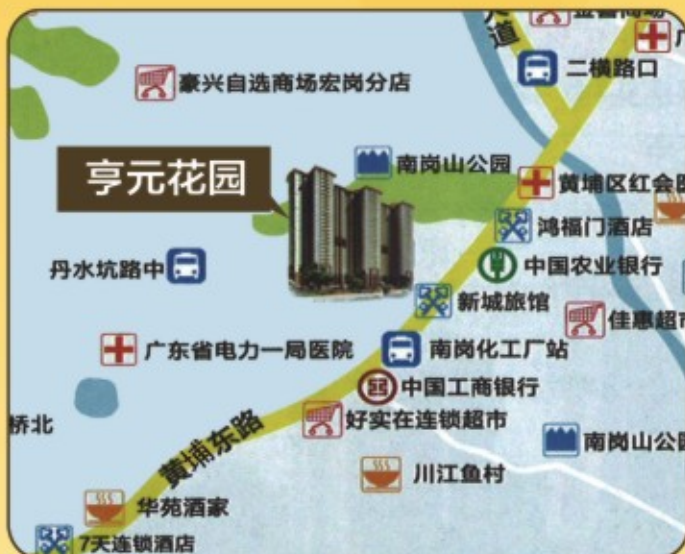 大道
二横路口
豪兴自选商场宏岗分店
南岗山公园
亨元花园
黄埔区红会医
鸿福门酒店
丹水坑路中
中国农业银行
新城旅馆
佳惠超市
广东省电力一局医院
南岗化工厂站
中国工商银行
好实在连锁超市
桥北
黄埔东路
南岗山公园
川江鱼村
华苑酒家
7天连锁酒店